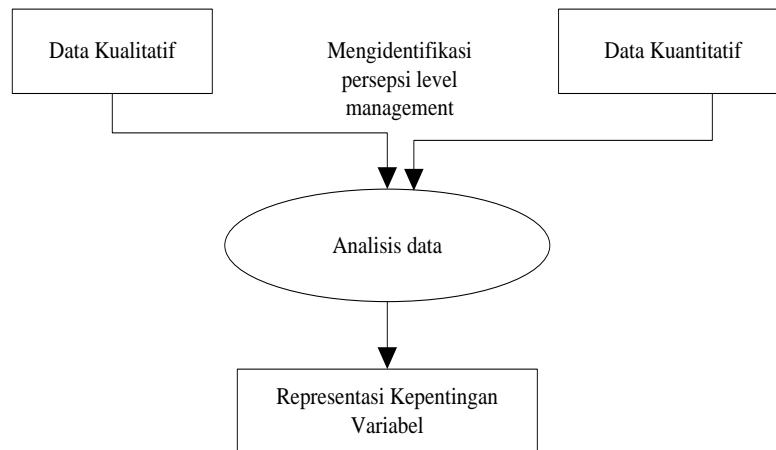 Data Kualitatif
Mengidentifikasi
persepsi level
management
Data Kuantitatif
Analisis data
Representasi Kepentingan
Variabel